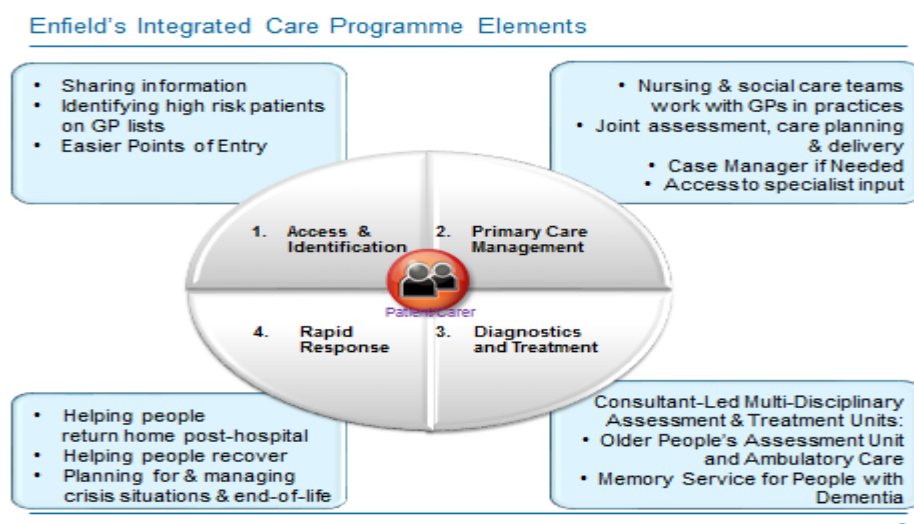 Enfield's Integrated Care Programme Elements
• Sharing information
• Identifying high risk patients
on GP lists
• Easier Points of Entry
• Nursing & social care teams
work with GPs in practices
• Joint assessment, care planning
& delivery
• Case Manager if Needed
• Access to specialist input
1. Access &
Identification
2. Primary Care
Management
Patient Carer
4. Rapid
Response
3. Diagnostics
and Treatment
• Helping people
return home post-hospital
• Helping people recover
• Planning for & managing
crisis situations & end-of-life
Consultant-Led Multi-Disciplinary
Assessment & Treatment Units:
• Older People's Assessment Unit
and Ambulatory Care
• Memory Service for People with
Dementia